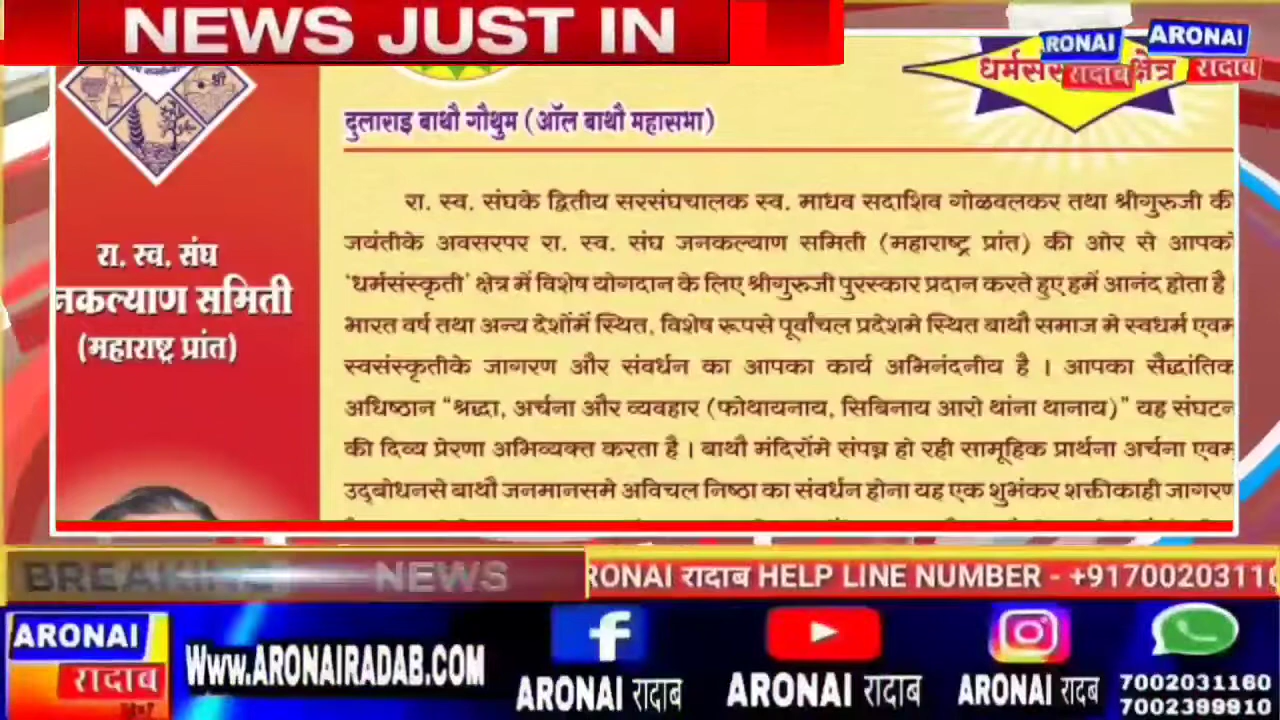 NEWS JUST IN
ARONAI
ARONAI
रादाब
रादाब
श्री
दुलाराइ बाथौ गौथुम (ऑल बाथौ महासभा)
रा. स्व. संघके द्वितीय सरसंघचालक स्व. माधव सदाशिव गोळवलकर तथा श्रीगुरुजी की
जयंतीके अवसरपर रा. स्व. संघ जनकल्याण समिती (महाराष्ट्र प्रांत) की ओर से आपको
'धर्मसंस्कृती' क्षेत्र में विशेष योगदान के लिए श्रीगुरुजी पुरस्कार प्रदान करते हुए हमें आनंद होता है
भारत वर्ष तथा अन्य देशोंमें स्थित, विशेष रूपसे पूर्वांचल प्रदेशमे स्थित बाथौ समाज मे स्वधर्म एवम
स्वसंस्कृतीके जागरण और संवर्धन का आपका कार्य अभिनंदनीय है । आपका सैद्धांतिक
अधिष्ठान "श्रद्धा, अर्चना और व्यवहार (फोथायनाय, सिबिनाय आरो थांना थानाय)" यह संघटन
की दिव्य प्रेरणा अभिव्यक्त करता है । बाथौ मंदिरोंमे संपन्न हो रही सामूहिक प्रार्थना अर्चना एवम
उद्‌बोधनसे बाथौ जनमानसमे अविचल निष्ठा का संवर्धन होना यह एक शुभंकर शक्तीकाही जागरण
रा. स्व. संघ
नकल्याण समिती
(महाराष्ट्र प्रांत)
BREAKING NEWS
RONAI रादाब HELP LINE NUMBER - +9170020311
ARONAI
रादाब
Www.ARONAIRADAB.COM
ARONAI रादाब
ARONAI रादाब
ARONAI रादब
7002031160
7002399910